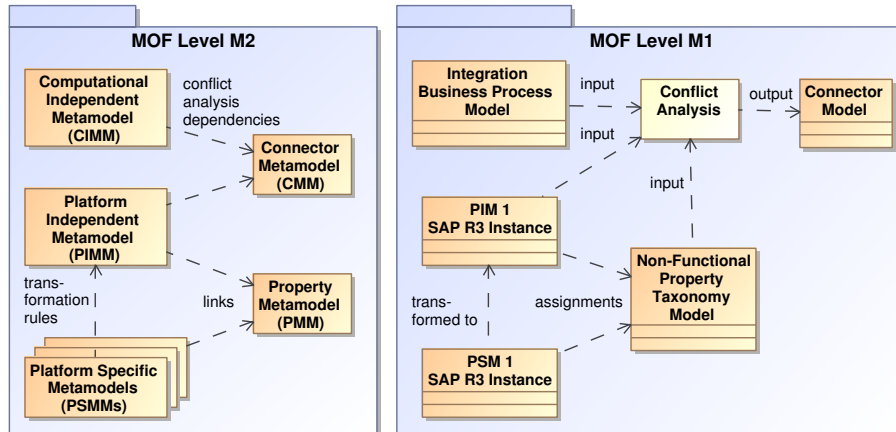 MOF Level M2
Computational
Independent
Metamodel
(CIMM)
conflict
analysis
dependencies
Connector
Metamodel
(CMM)
Platform
Independent
Metamodel
(PIMM)
trans-
formation
rules
links
Property
Metamodel
(PMM)
Platform Specific
Metamodels
(PSMMs)
MOF Level M1
Integration
Business Process
Model
input
Conflict
Analysis
output
Connector
Model
input
input
PIM 1
SAP R3 Instance
Non-Functional
Property
Taxonomy
Model
trans-
formed to
assignments
PSM 1
SAP R3 Instance